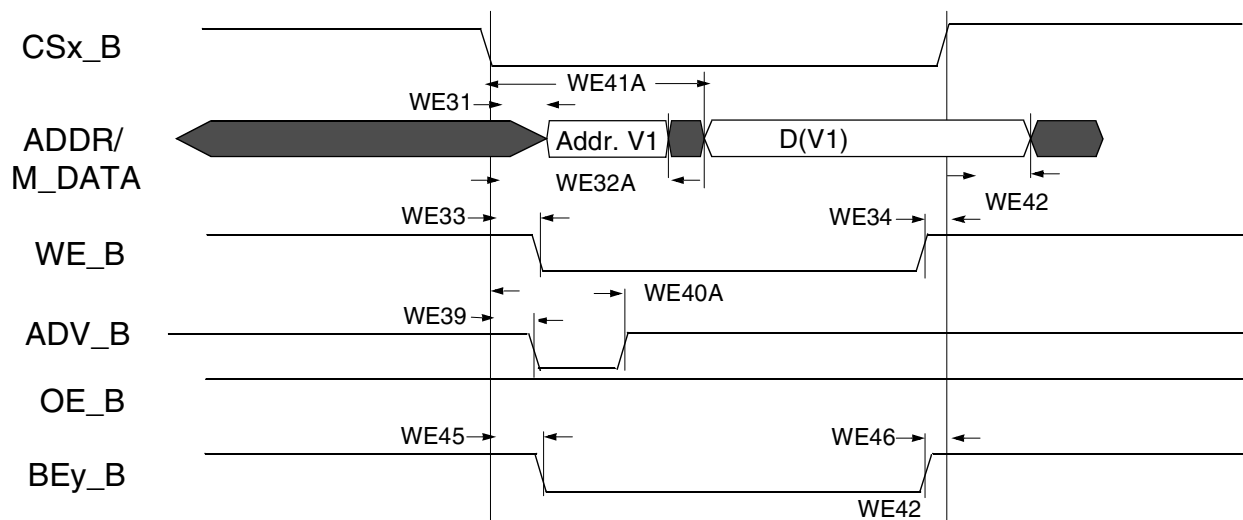 CSx_B
WE41A
WE31
ADDR/
M_DATA
Addr. V1
D(V1)
WE32A
WE42
WE33
WE34
WE_B
WE40A
WE39
ADV_B
OE_B
WE45
WE46
BEy_B
WE42